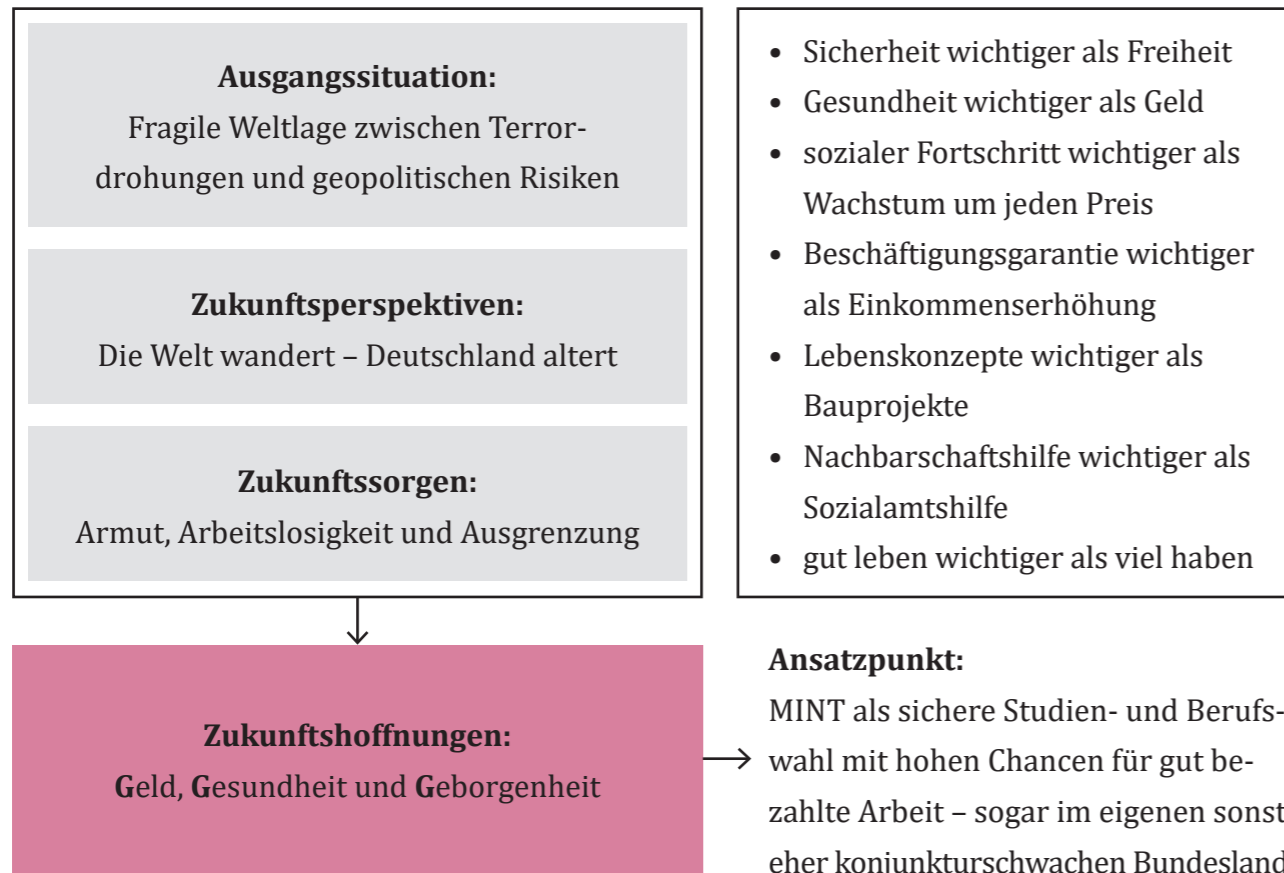 Ausgangssituation:
Fragile Weltlage zwischen Terror-
drohungen und geopolitischen Risiken
Zukunftsperspektiven:
Die Welt wandert – Deutschland altert
Zukunftssorgen:
Armut, Arbeitslosigkeit und Ausgrenzung
Zukunftshoffnungen:
Geld, Gesundheit und Geborgenheit
• Sicherheit wichtiger als Freiheit
• Gesundheit wichtiger als Geld
• sozialer Fortschritt wichtiger als
Wachstum um jeden Preis
• Beschäftigungsgarantie wichtiger
als Einkommenserhöhung
• Lebenskonzepte wichtiger als
Bauprojekte
• Nachbarschaftshilfe wichtiger als
Sozialamtshilfe
• gut leben wichtiger als viel haben
Ansatzpunkt:
MINT als sichere Studien- und Berufs-
wahl mit hohen Chancen für gut be-
zahlte Arbeit – sogar im eigenen sonst
eher konjunkturschwachen Bundesland